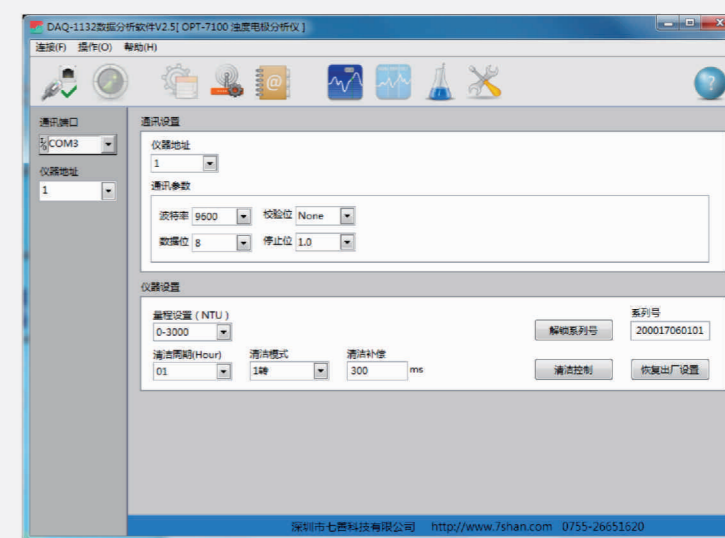 DAQ-1132数据分析软件V2.5[ OPT-7100 浊度电极分析仪 ]
连接(F) 操作(O) 帮助(H)
通讯端口
COM3
仪器地址
1
通讯设置
仪器地址
1
通讯参数
波特率 9600 校验位 None
数据位 8 停止位 1.0
仪器设置
量程设置 ( NTU )
0-3000
解锁系列号
系列号
200017060101
清洁周期(Hour) 清洁模式 清洁补偿
01 1转 300 ms
清洁控制 恢复出厂设置
深圳市七善科技有限公司 http://www.7shan.com 0755-26651620